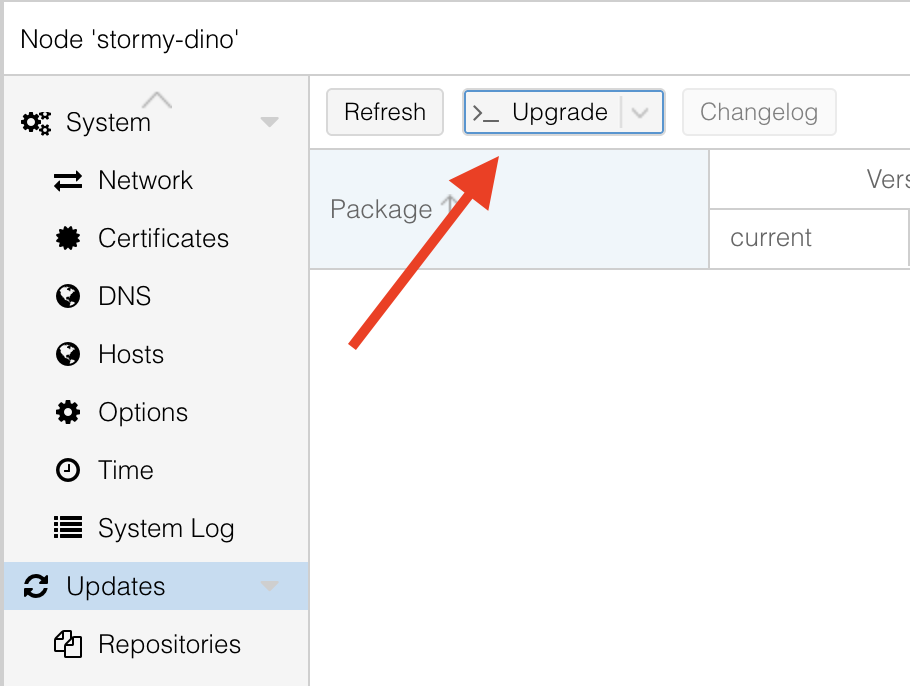 Node 'stormy-dino'
System
Network
Certificates
DNS
Hosts
Options
Time
System Log
Updates
Repositories
Refresh
>_ Upgrade
Changelog
Package ↑
current